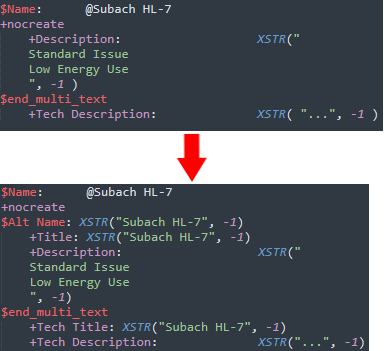 $Name: @Subach HL-7
+nocreate
+Description: XSTR("
Standard Issue
Low Energy Use
", -1 )
$end_multi_text
+Tech Description: XSTR( "...", -1 )
$Name: @Subach HL-7
+nocreate
$Alt Name: XSTR("Subach HL-7", -1)
+Title: XSTR("Subach HL-7", -1)
+Description: XSTR("
Standard Issue
Low Energy Use
", -1)
$end_multi_text
+Tech Title: XSTR("Subach HL-7", -1)
+Tech Description: XSTR("...", -1)